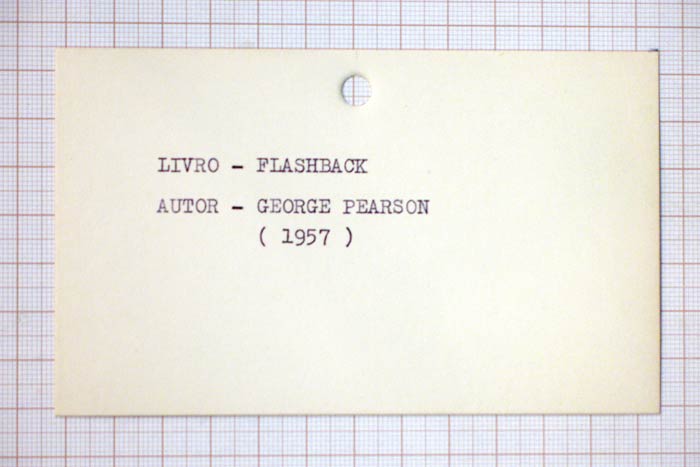 LIVRO - FLASHBACK
AUTOR - GEORGE PEARSON
( 1957 )